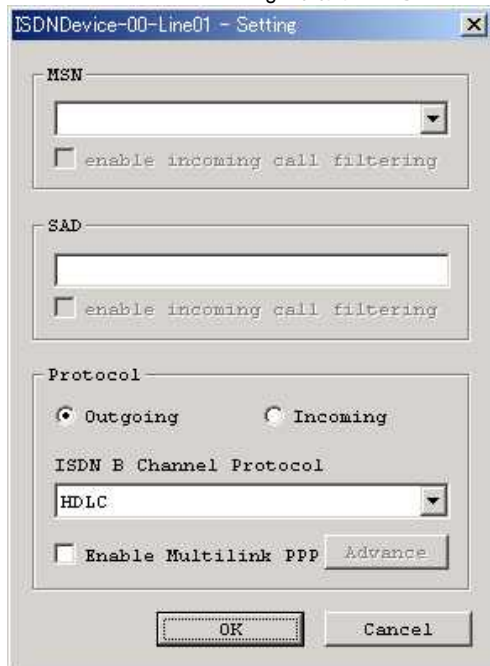 ISDNDevice-00-Line01 - Setting
MSN
enable incoming call filtering
SAD
enable incoming call filtering
Protocol
Outgoing Incoming
ISDN B Channel Protocol
HDLC
Enable Multilink PPP Advance
OK Cancel